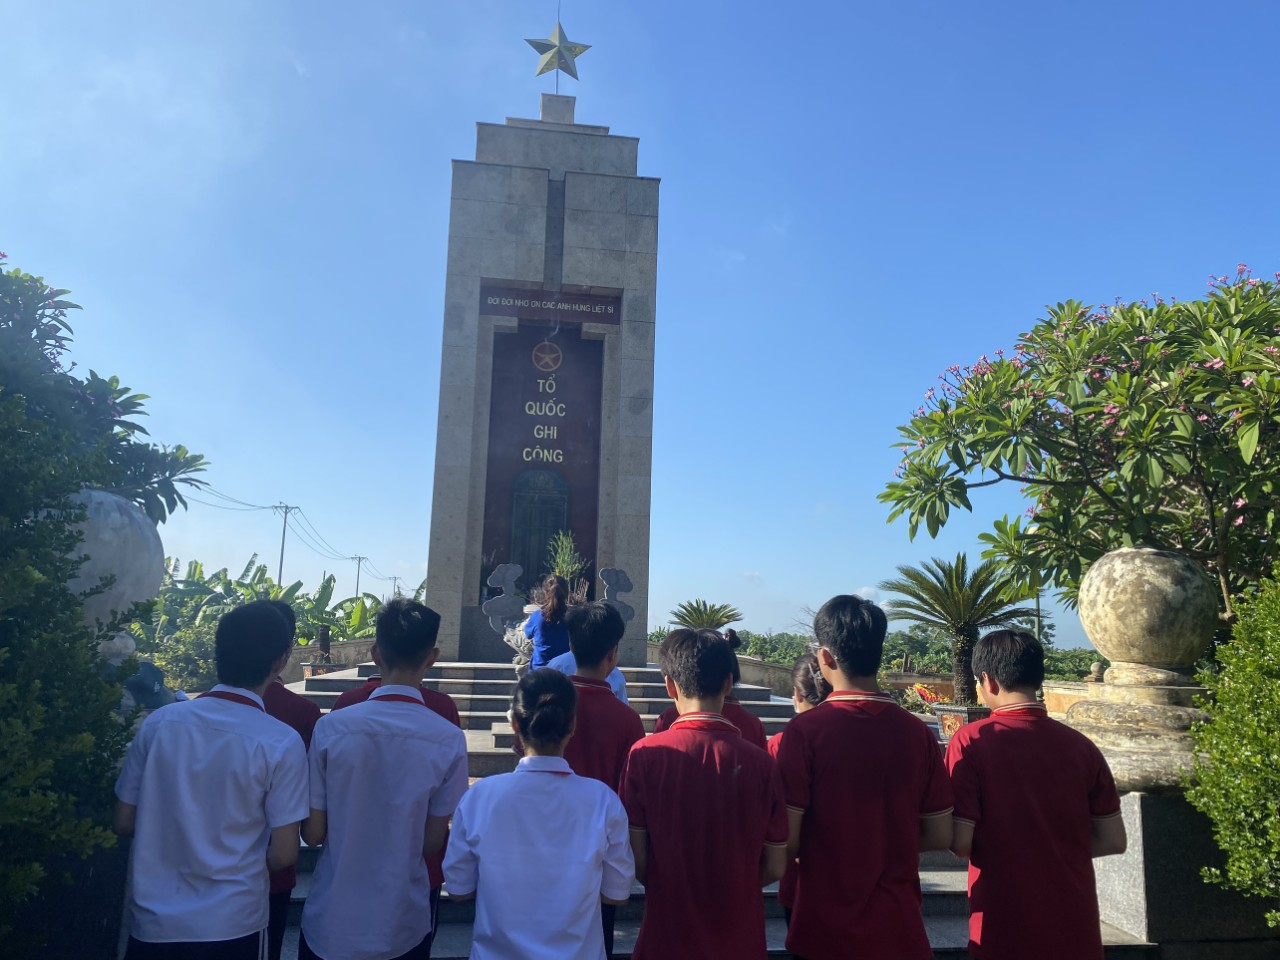 ĐỜI ĐỜI NHỚ ƠN CÁC ANH HÙNG LIỆT SĨ
TỔ
QUỐC
GHI
CÔNG